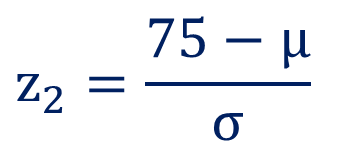 z₂ = (75 − μ) / σ